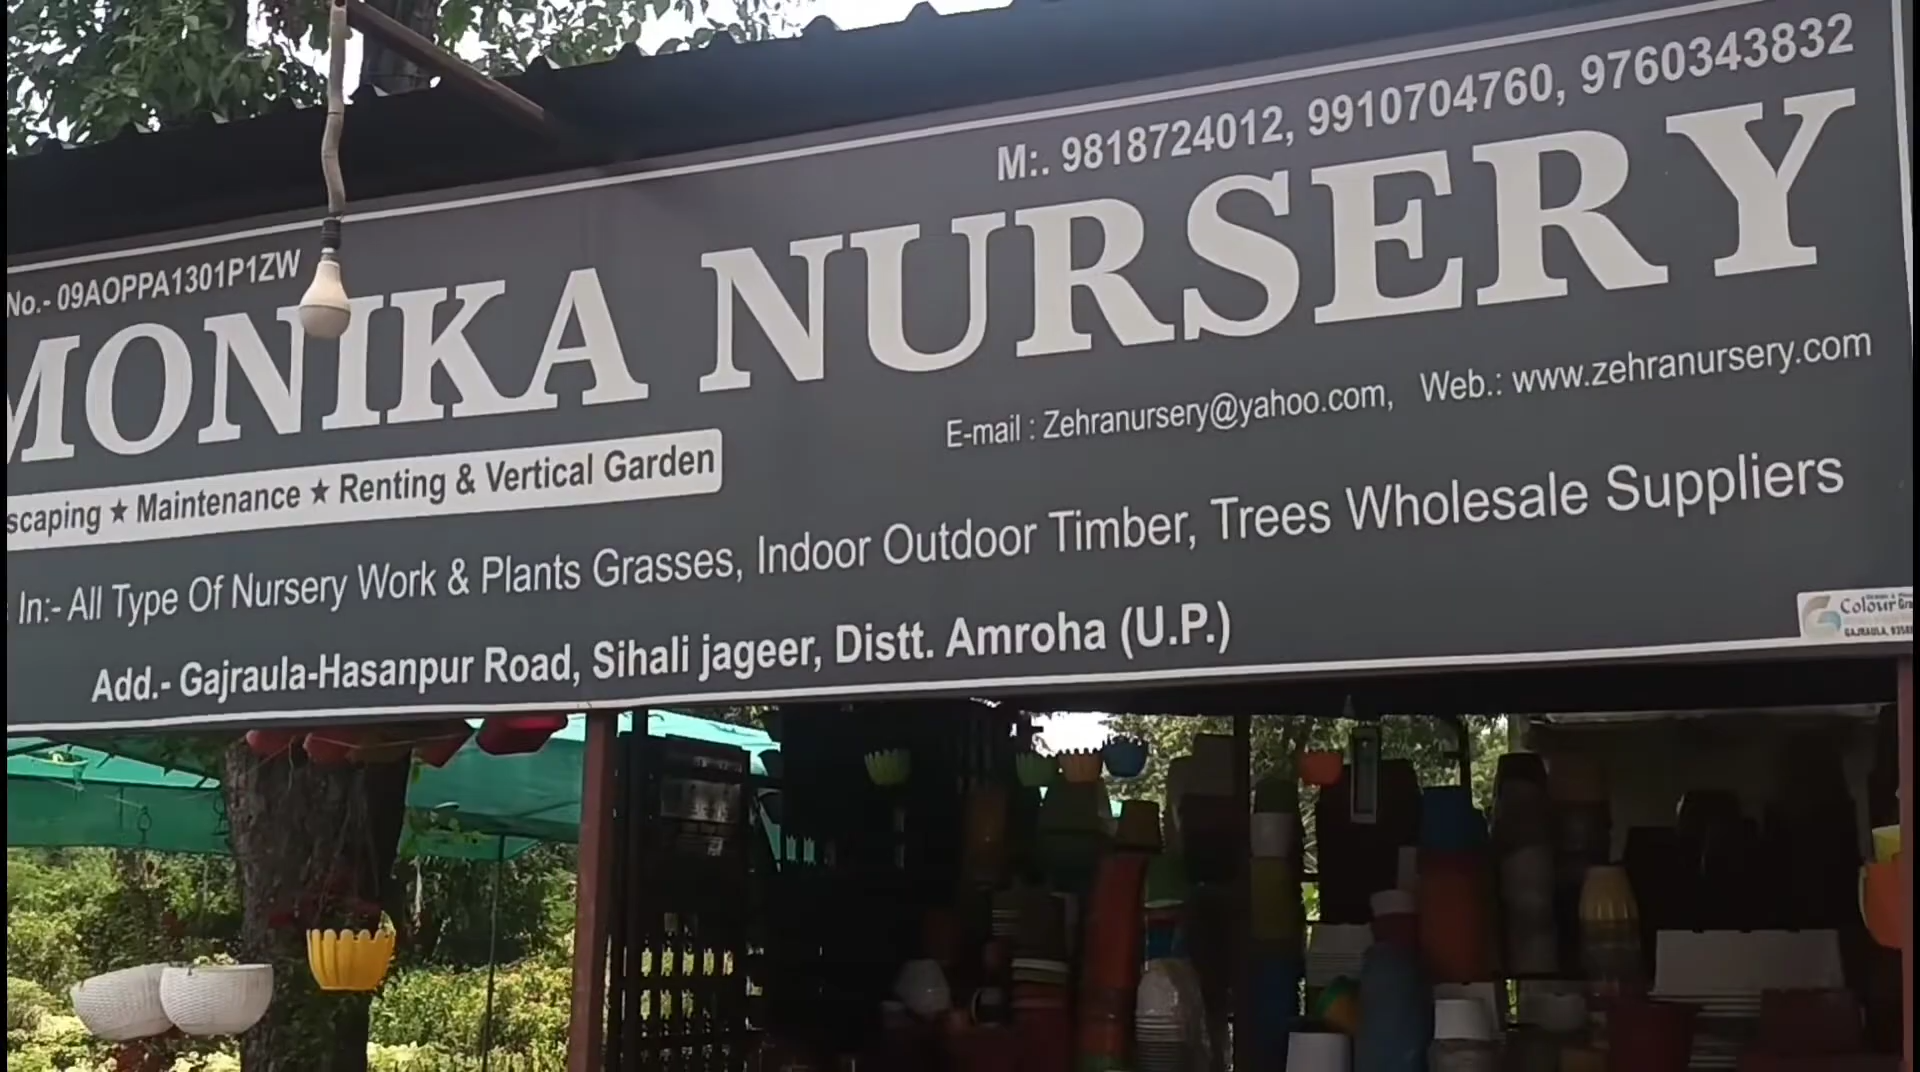 M:. 9818724012, 9910704760, 9760343832
No.- 09AOPPA1301P1ZW
MONIKA NURSERY
E-mail : Zehranursery@yahoo.com, Web.: www.zehranursery.com
scaping ★ Maintenance ★ Renting & Vertical Garden
In:- All Type Of Nursery Work & Plants Grasses, Indoor Outdoor Timber, Trees Wholesale Suppliers
Add.- Gajraula-Hasanpur Road, Sihali jageer, Distt. Amroha (U.P.)
Colour Gra
GAJRAULA,